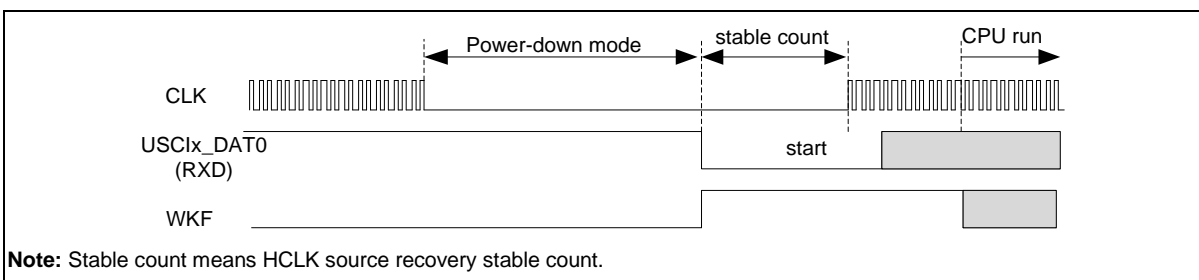 Power-down mode
stable count
CPU run
CLK
USCIx_DAT0
(RXD)
start
WKF
Note: Stable count means HCLK source recovery stable count.